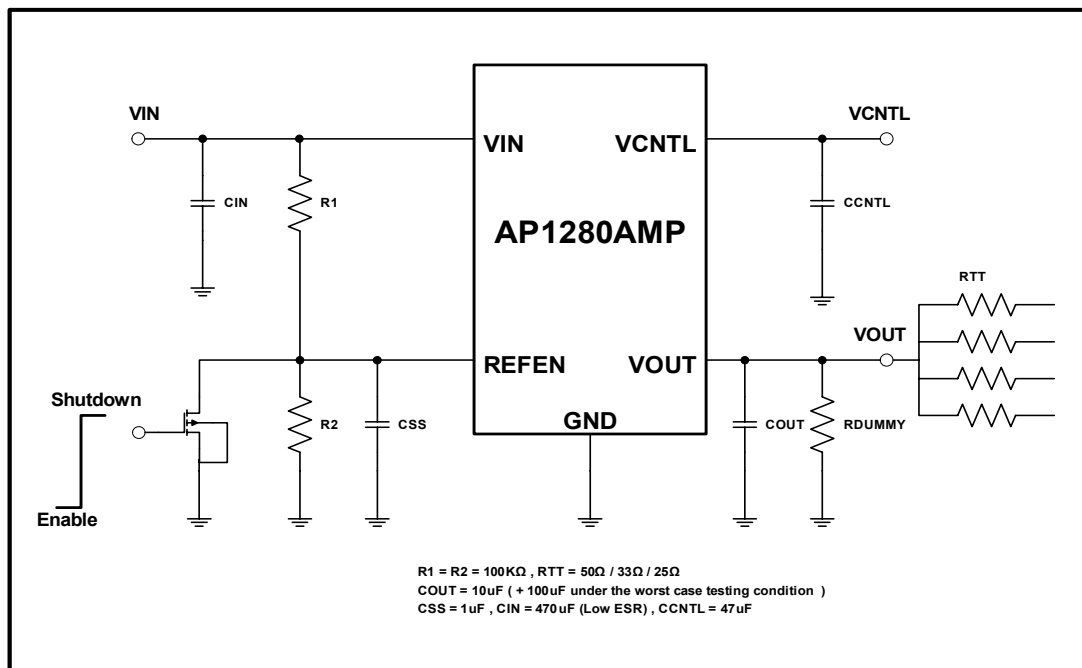 VIN
VCNTL
VIN
VCNTL
CIN
R1
CCNTL
AP1280AMP
RTT
VOUT
REFEN
VOUT
Shutdown
R2
CSS
GND
COUT
RDUMMY
Enable
R1 = R2 = 100KΩ , RTT = 50Ω / 33Ω / 25Ω
COUT = 10uF ( + 100uF under the worst case testing condition )
CSS = 1uF , CIN = 470uF (Low ESR) , CCNTL = 47uF